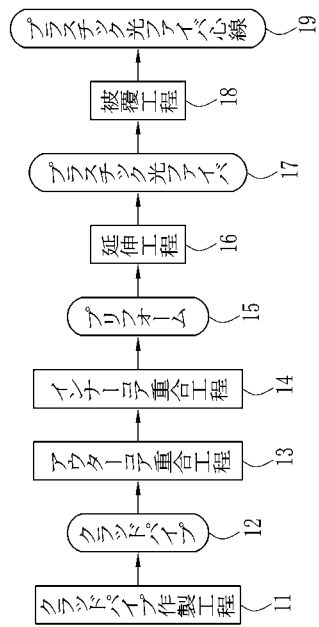 クラッドパイプ作製工程
11
クラッドパイプ
12
アウターコア重合工程
13
インナーコア重合工程
14
プリフォーム
15
延伸工程
16
プラスチック光ファイバ
17
被覆工程
18
プラスチック光ファイバ心線
19